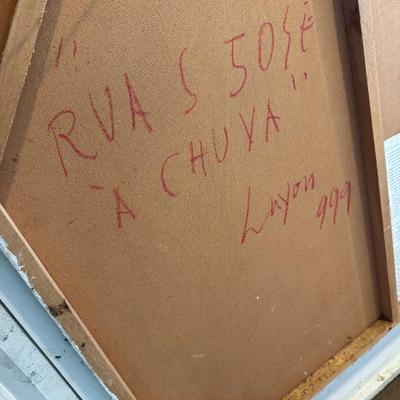 "RUA S JOSÉ
À CHUVA"
Layon
999